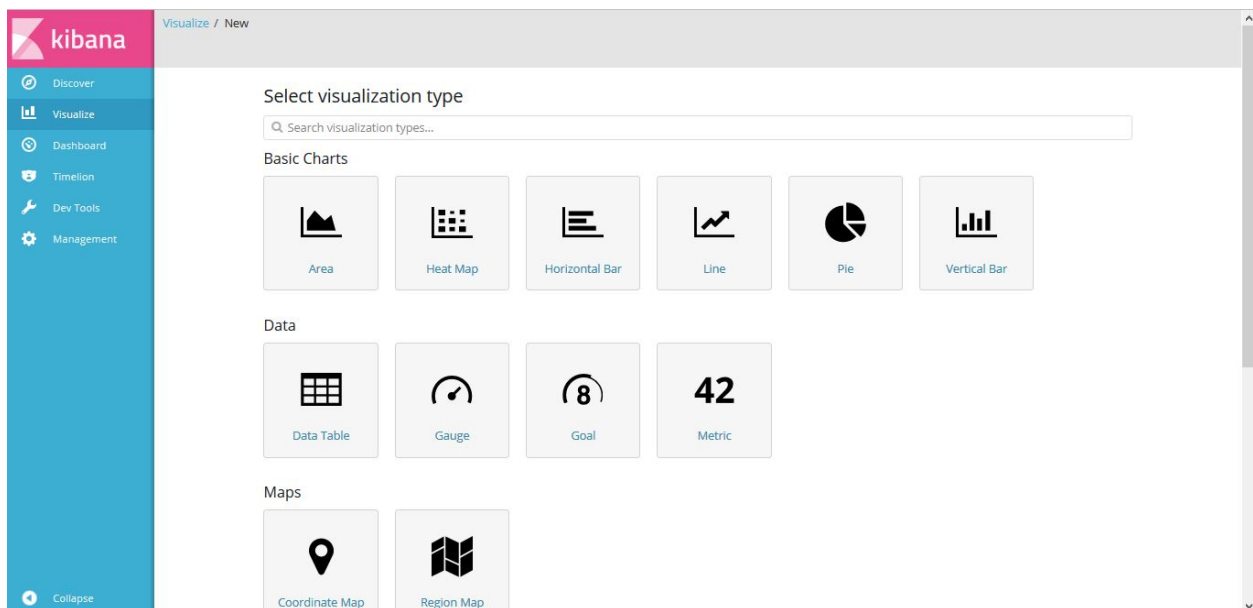 kibana
Visualize / New
Discover
Visualize
Dashboard
Timelion
Dev Tools
Management
Collapse
Select visualization type
Search visualization types...
Basic Charts
Area
Heat Map
Horizontal Bar
Line
Pie
Vertical Bar
Data
8
42
Data Table
Gauge
Goal
Metric
Maps
Coordinate Map
Region Map